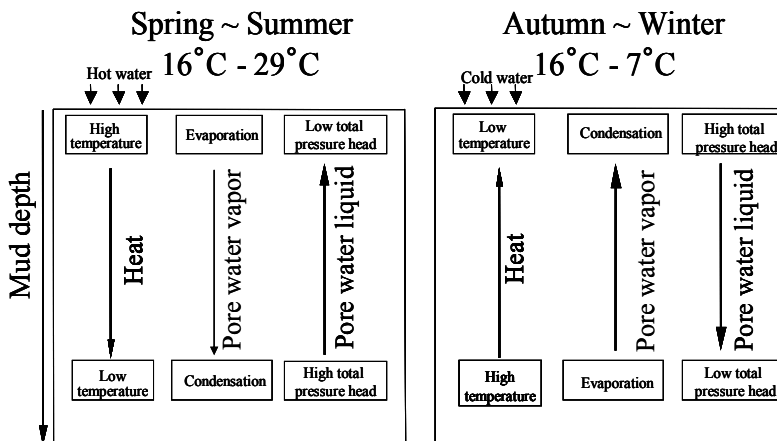 Spring ~ Summer
16°C - 29°C
Hot water
High
temperature
Evaporation
Low total
pressure head
Mud depth
Heat
Pore water vapor
Pore water liquid
Low
temperature
Condensation
High total
pressure head
Autumn ~ Winter
16°C - 7°C
Cold water
Low
temperature
Condensation
High total
pressure head
Heat
Pore water vapor
Pore water liquid
High
temperature
Evaporation
Low total
pressure head